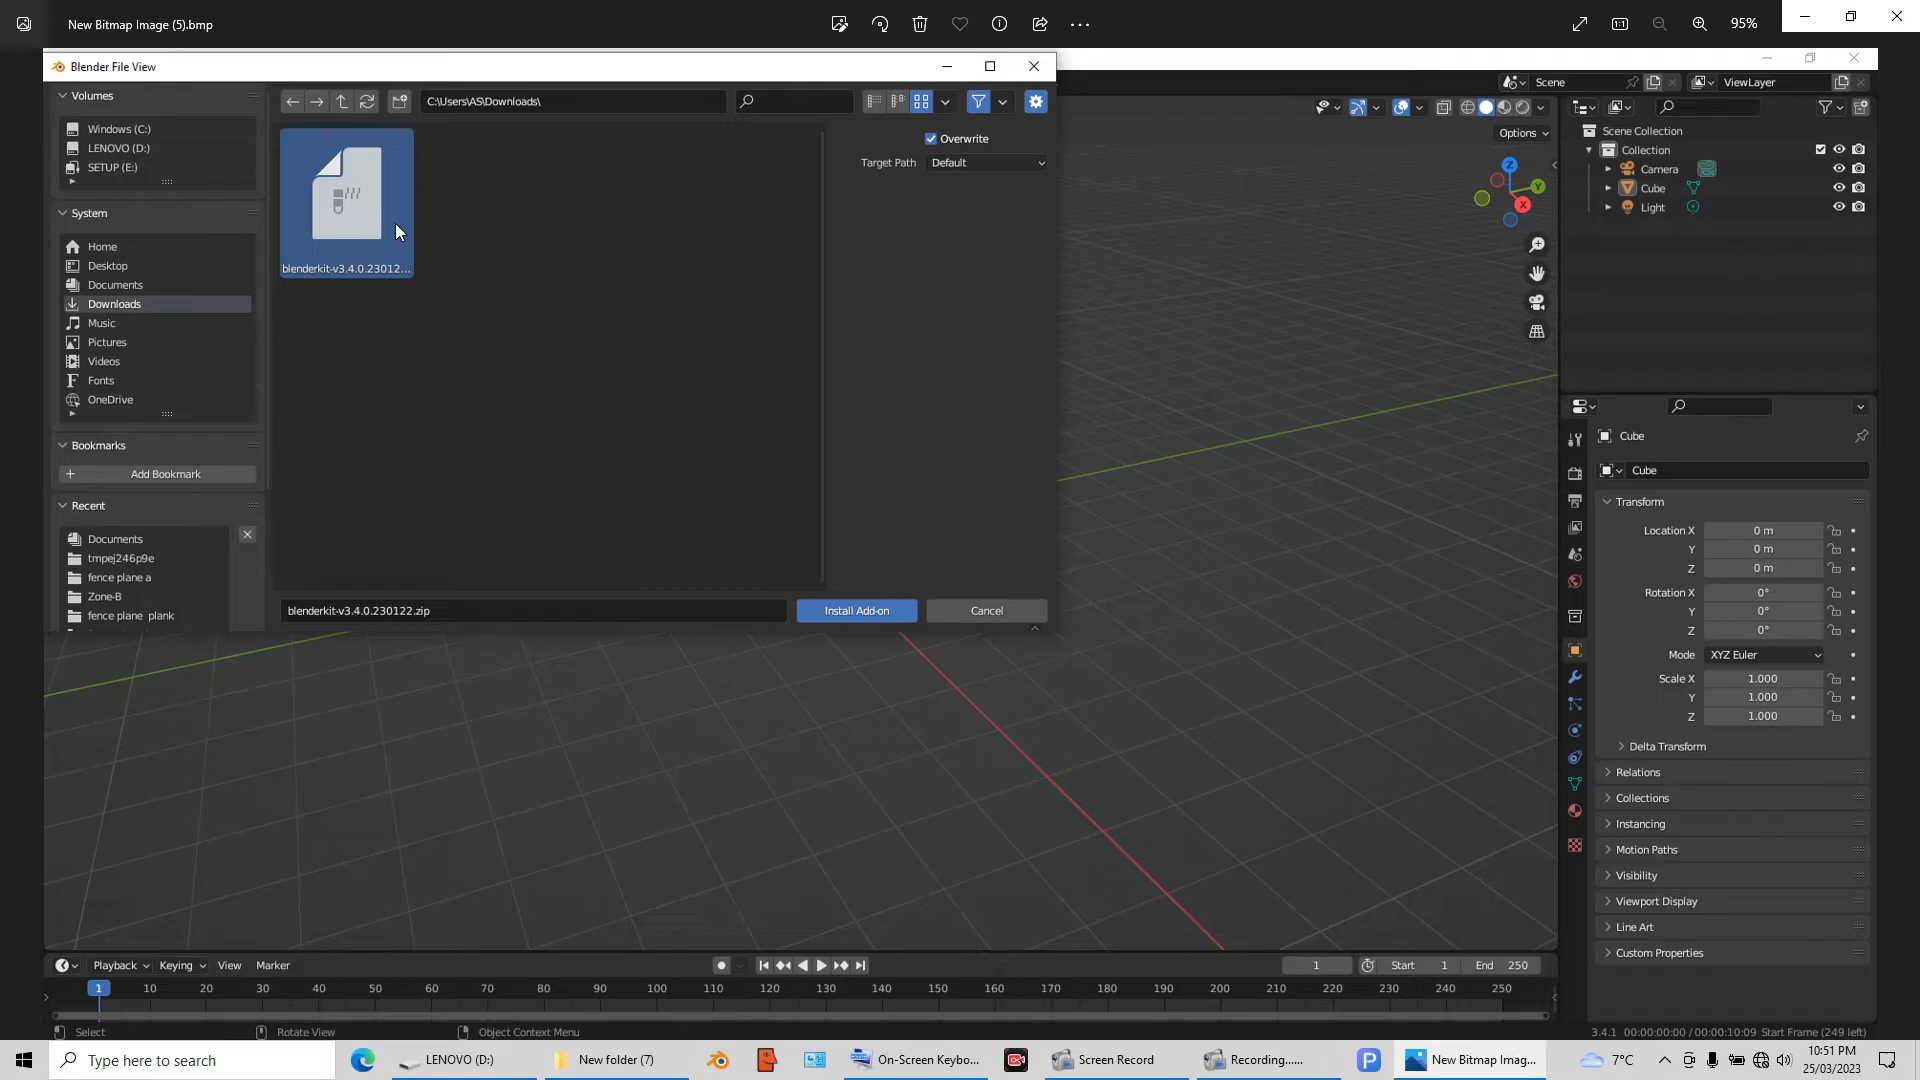 New Bitmap Image (5).bmp
95%
Blender File View
Volumes
Windows (C:)
LENOVO (D:)
SETUP (E:)
System
Home
Desktop
Documents
Downloads
Music
Pictures
Videos
Fonts
OneDrive
Bookmarks
Add Bookmark
Recent
Documents
tmpej246p9e
fence plane a
Zone-B
fence plane_plank
C:\Users\AS\Downloads\
blenderkit-v3.4.0.23012...
Overwrite
Target Path Default
blenderkit-v3.4.0.230122.zip
Install Add-on
Cancel
Scene
ViewLayer
Options
Z
Y
X
Scene Collection
Collection
Camera
Cube
Light
Cube
Cube
Transform
Location X 0 m
Y 0 m
Z 0 m
Rotation X 0°
Y 0°
Z 0°
Mode XYZ Euler
Scale X 1.000
Y 1.000
Z 1.000
Delta Transform
Relations
Collections
Instancing
Motion Paths
Visibility
Viewport Display
Line Art
Custom Properties
Playback Keying View Marker
1 Start 1 End 250
1 10 20 30 40 50 60 70 80 90 100 110 120 130 140 150 160 170 180 190 200 210 220 230 240 250
Select Rotate View Object Context Menu
3.4.1 00:00:00:00 / 00:00:10:09 Start Frame (249 left)
Type here to search
LENOVO (D:)
New folder (7)
On-Screen Keybo...
Screen Record
Recording......
New Bitmap Imag...
7°C
10:51 PM
25/03/2023